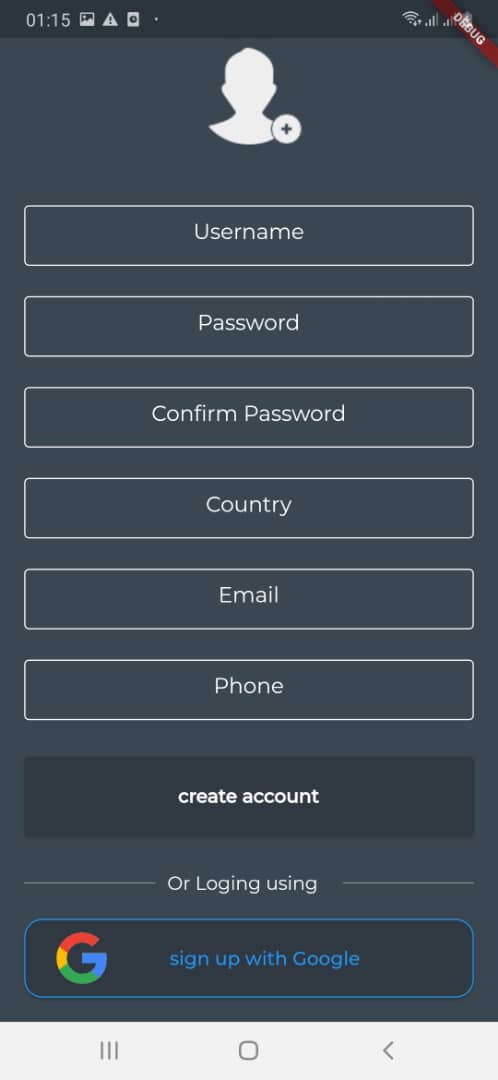 01:15
DEBUG
Username
Password
Confirm Password
Country
Email
Phone
create account
Or Loging using
sign up with Google